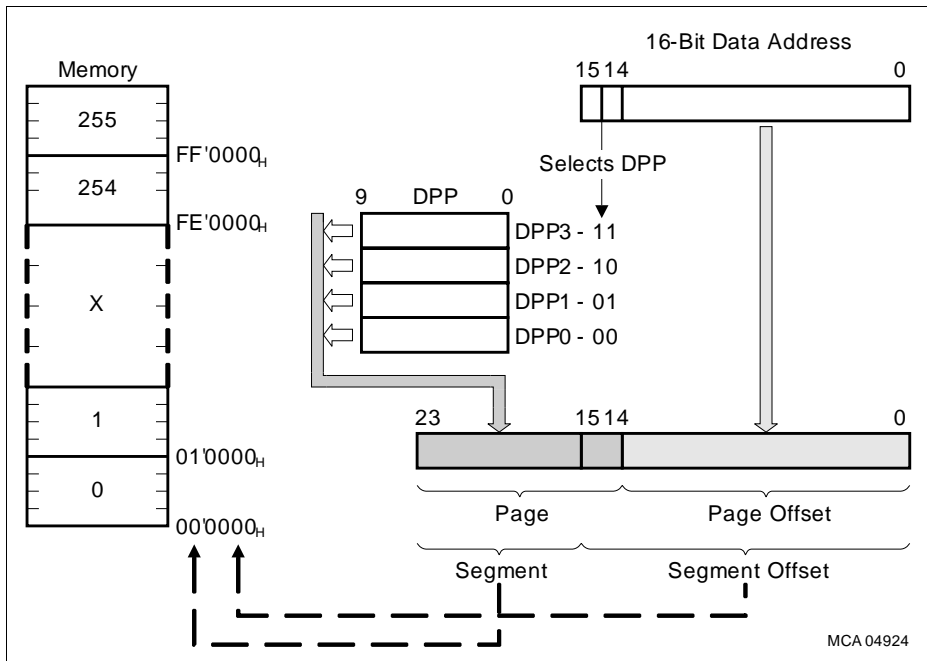 16-Bit Data Address
Memory
15 14 0
255
FF'0000H
Selects DPP
254
9 DPP 0
FE'0000H
DPP3 - 11
DPP2 - 10
X
DPP1 - 01
DPP0 - 00
1
23 15 14 0
01'0000H
0
Page Page Offset
00'0000H
Segment Segment Offset
MCA 04924